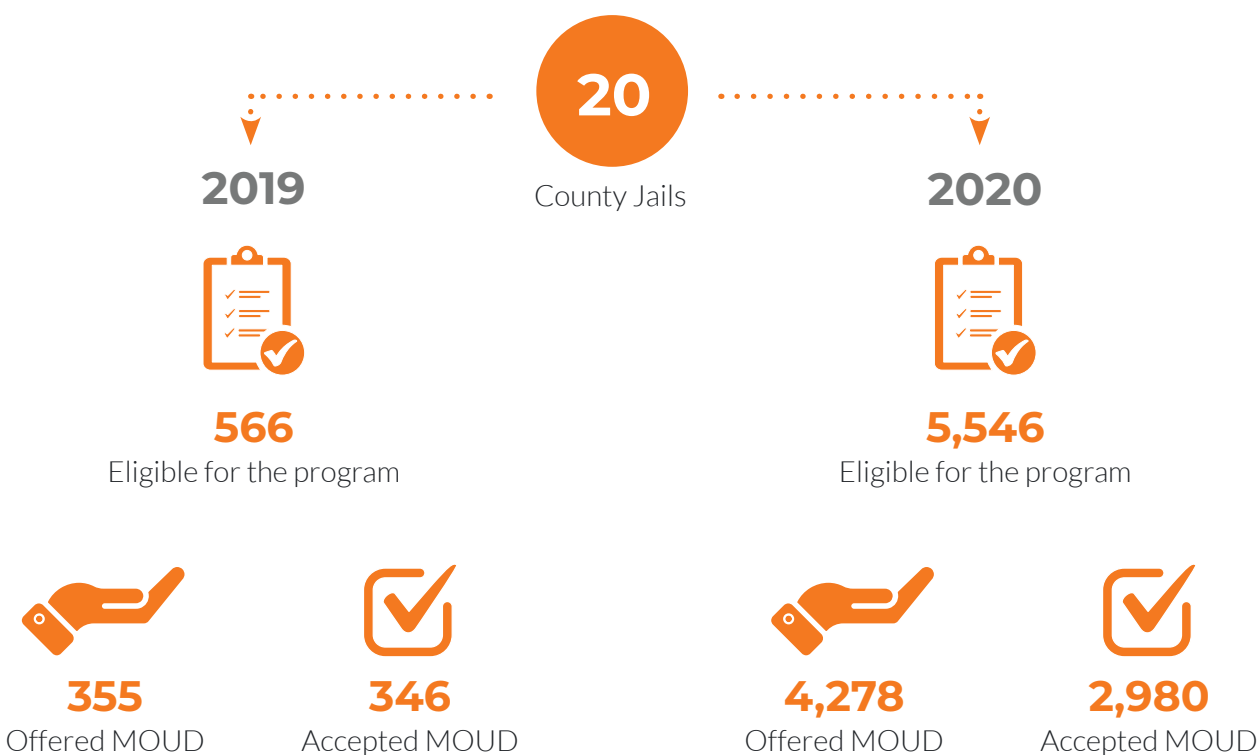 20
County Jails
2019
566
Eligible for the program
355
Offered MOUD
346
Accepted MOUD
2020
5,546
Eligible for the program
4,278
Offered MOUD
2,980
Accepted MOUD